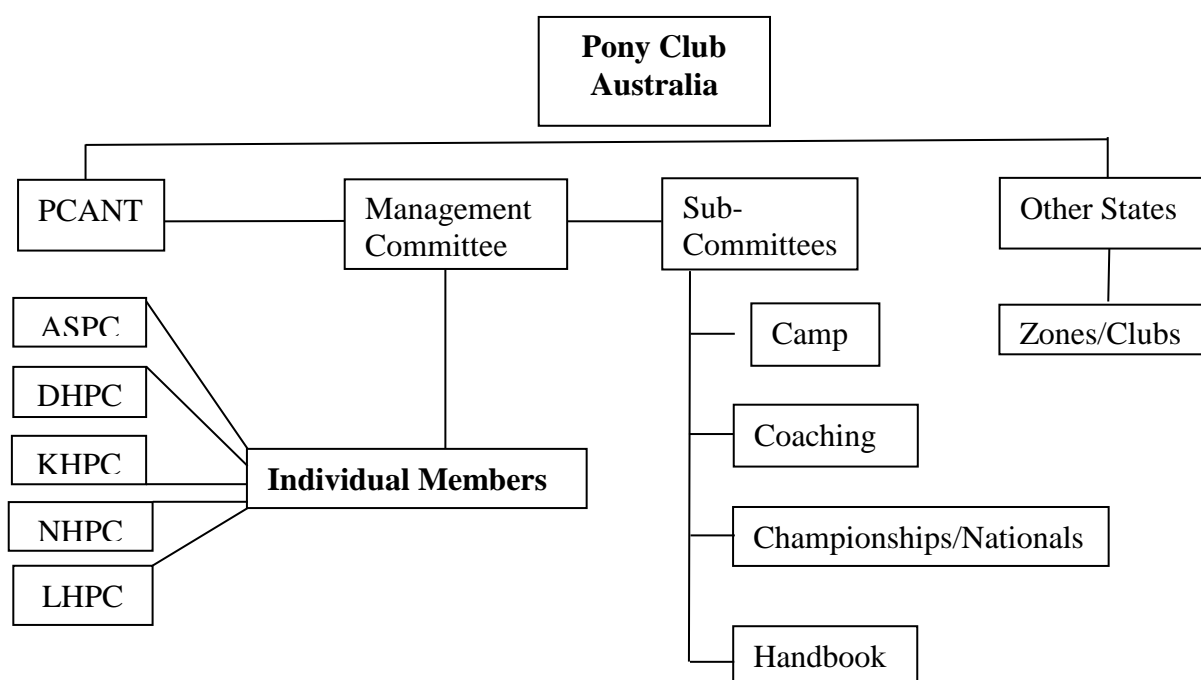 Pony Club
Australia
PCANT
Management
Committee
Sub-
Committees
Other States
ASPC
DHPC
KHPC
NHPC
LHPC
Individual Members
Camp
Coaching
Championships/Nationals
Handbook
Zones/Clubs